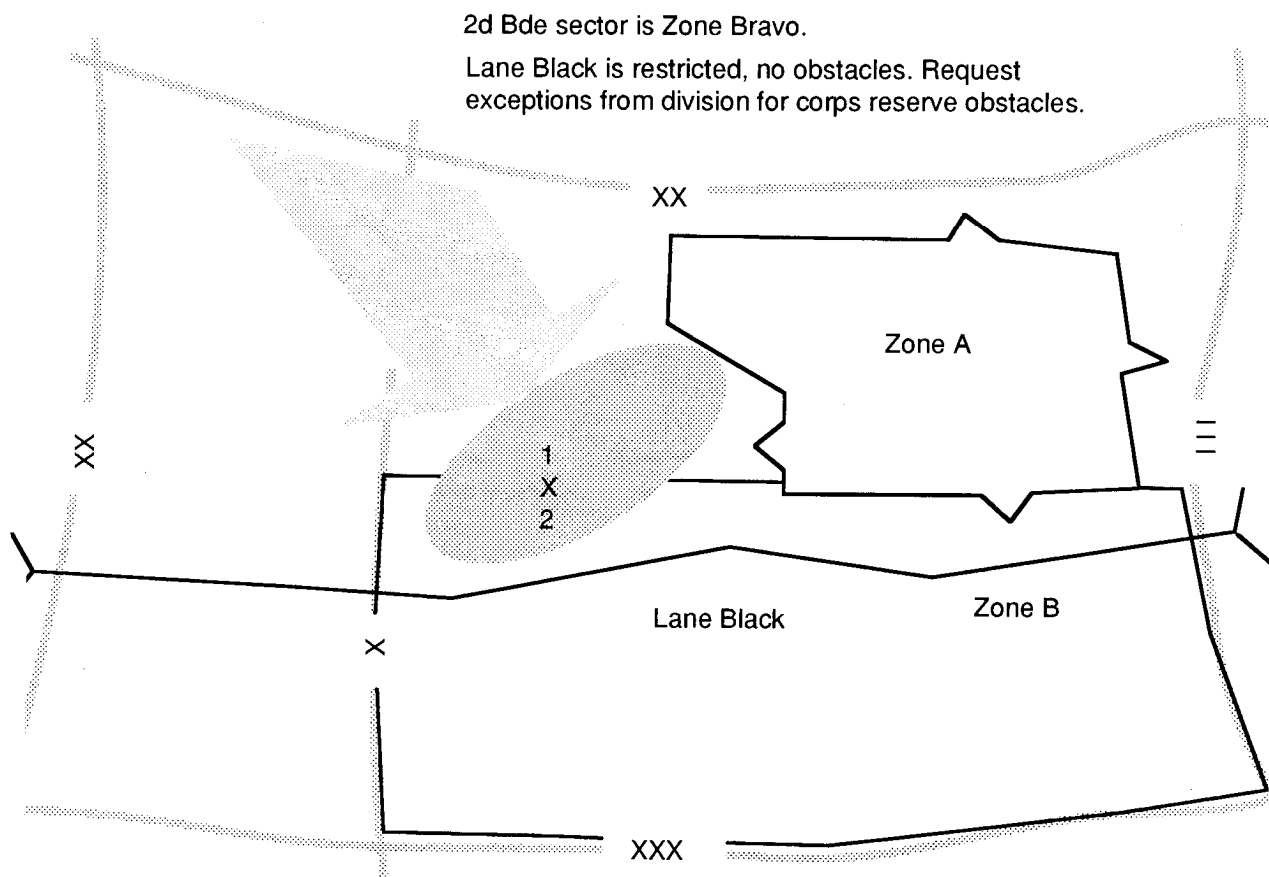 2d Bde sector is Zone Bravo.
Lane Black is restricted, no obstacles. Request
exceptions from division for corps reserve obstacles.
XX
Zone A
XX
III
1
X
2
Zone B
Lane Black
X
XXX